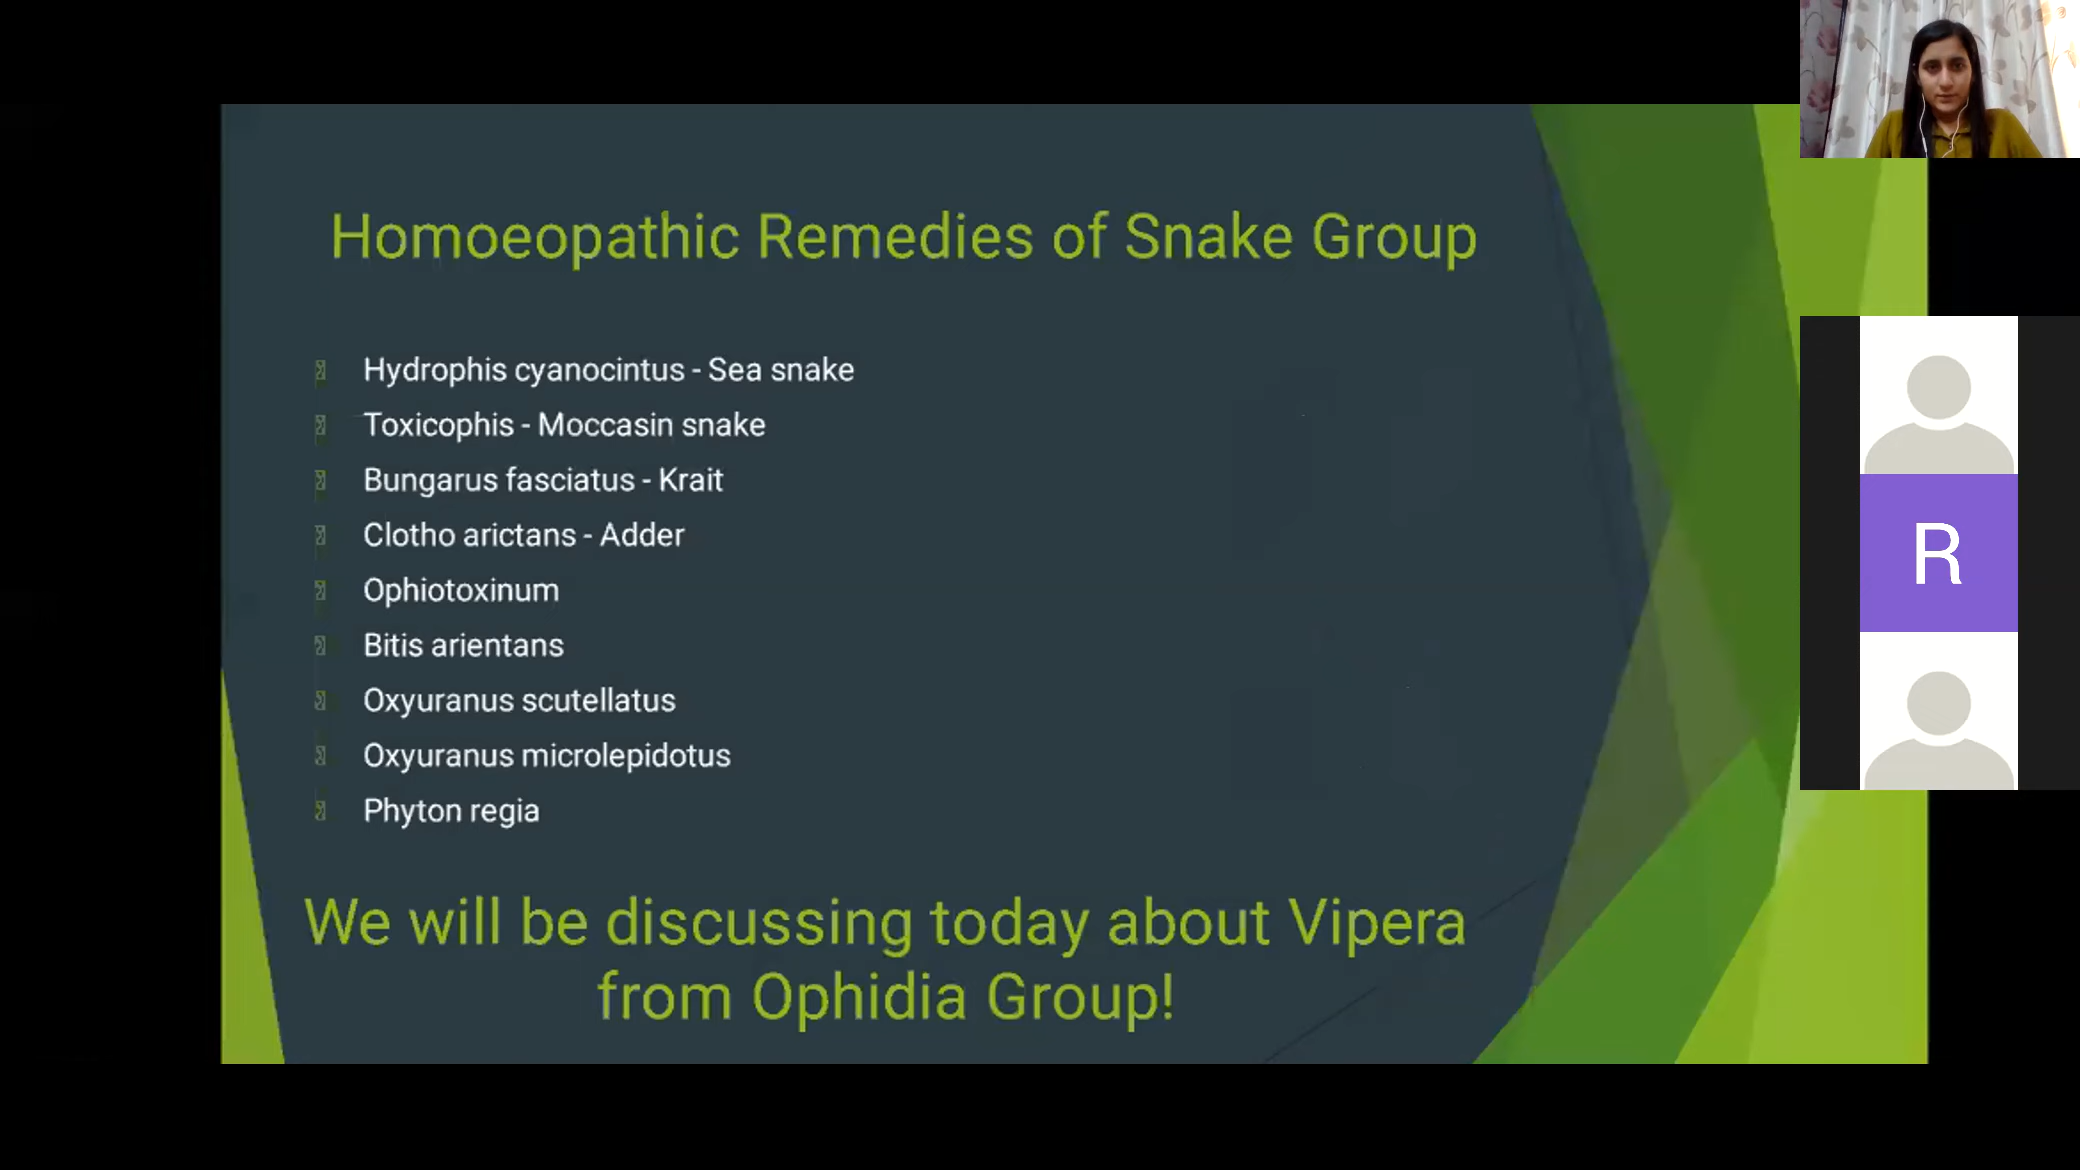 Homoeopathic Remedies of Snake Group
Hydrophis cyanocintus - Sea snake
Toxicophis - Moccasin snake
Bungarus fasciatus - Krait
Clotho arictans - Adder
Ophiotoxinum
Bitis arientans
Oxyuranus scutellatus
Oxyuranus microlepidotus
Phyton regia
We will be discussing today about Vipera
from Ophidia Group!
R